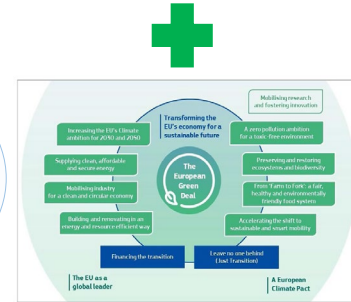 Mobilising research
and fostering innovation
Transforming the
EU's economy for a
sustainable future
Increasing the EU's Climate
ambition for 2030 and 2050
A zero pollution ambition
for a toxic-free environment
Supplying clean, affordable
and secure energy
The
European
Green
Deal
Preserving and restoring
ecosystems and biodiversity
Mobilising industry
for a clean and circular economy
From 'Farm to Fork': a fair,
healthy and environmentally
friendly food system
Building and renovating in an
energy and resource efficient way
Accelerating the shift to
sustainable and smart mobility
Financing the transition
Leave no one behind
(Just Transition)
The EU as a
global leader
A European
Climate Pact